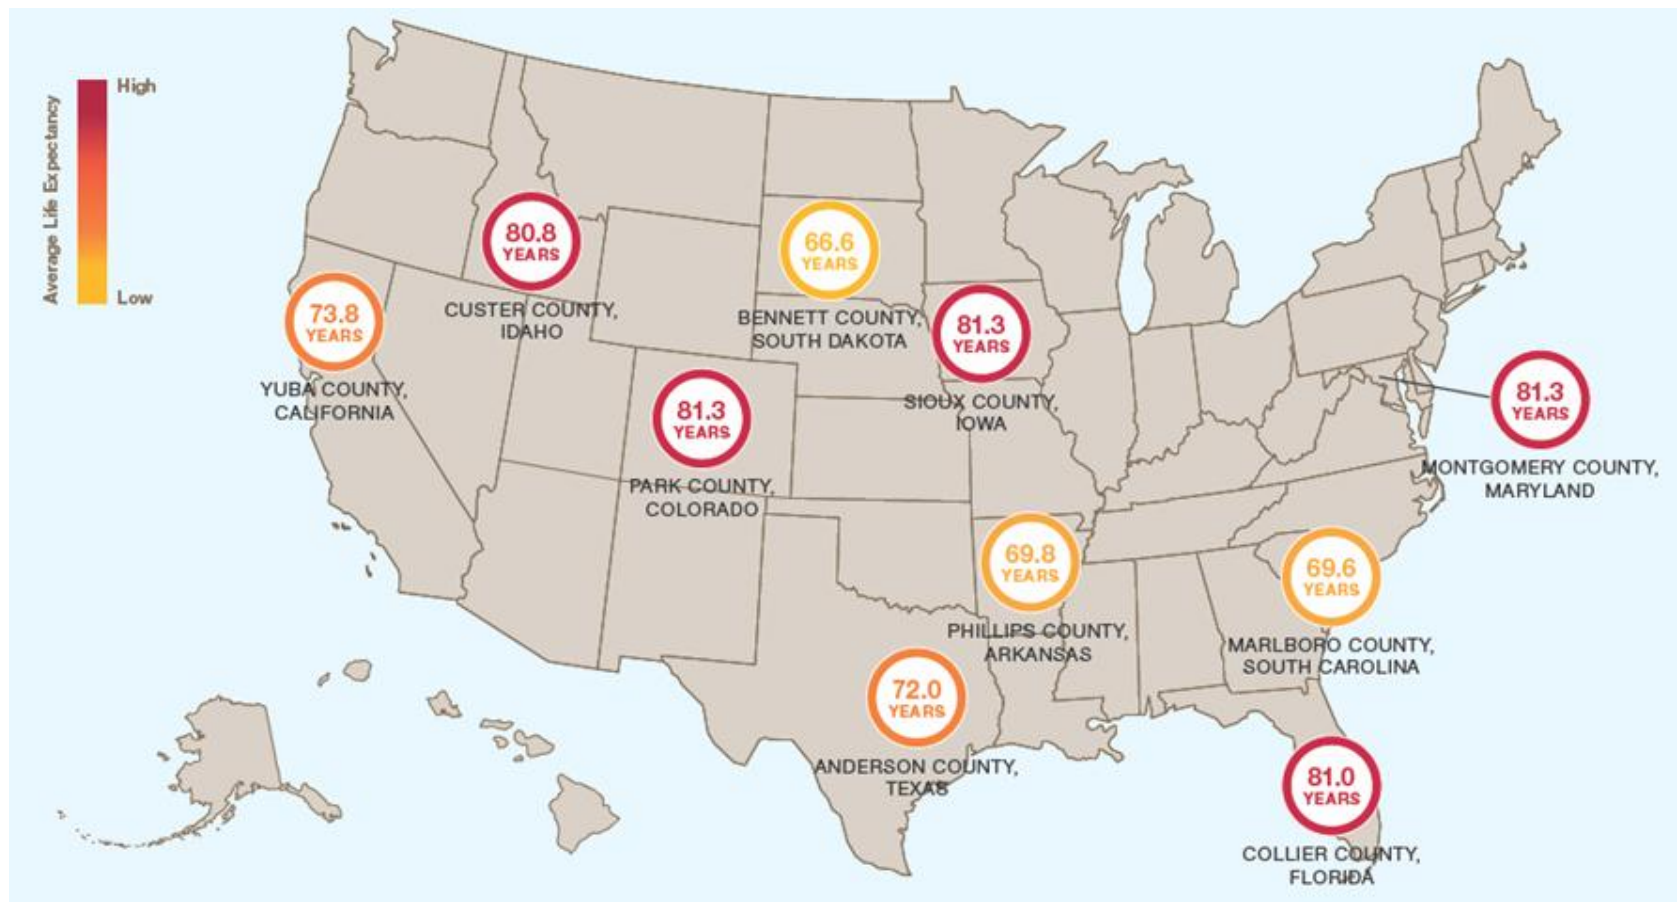 High
Average Life Expectancy
Low
80.8
YEARS
CUSTER COUNTY,
IDAHO
66.6
YEARS
BENNETT COUNTY,
SOUTH DAKOTA
73.8
YEARS
YUBA COUNTY,
CALIFORNIA
81.3
YEARS
SIOUX COUNTY,
IOWA
81.3
YEARS
PARK COUNTY,
COLORADO
81.3
YEARS
MONTGOMERY COUNTY,
MARYLAND
69.8
YEARS
PHILLIPS COUNTY,
ARKANSAS
69.6
YEARS
MARLBORO COUNTY,
SOUTH CAROLINA
72.0
YEARS
ANDERSON COUNTY,
TEXAS
81.0
YEARS
COLLIER COUNTY,
FLORIDA